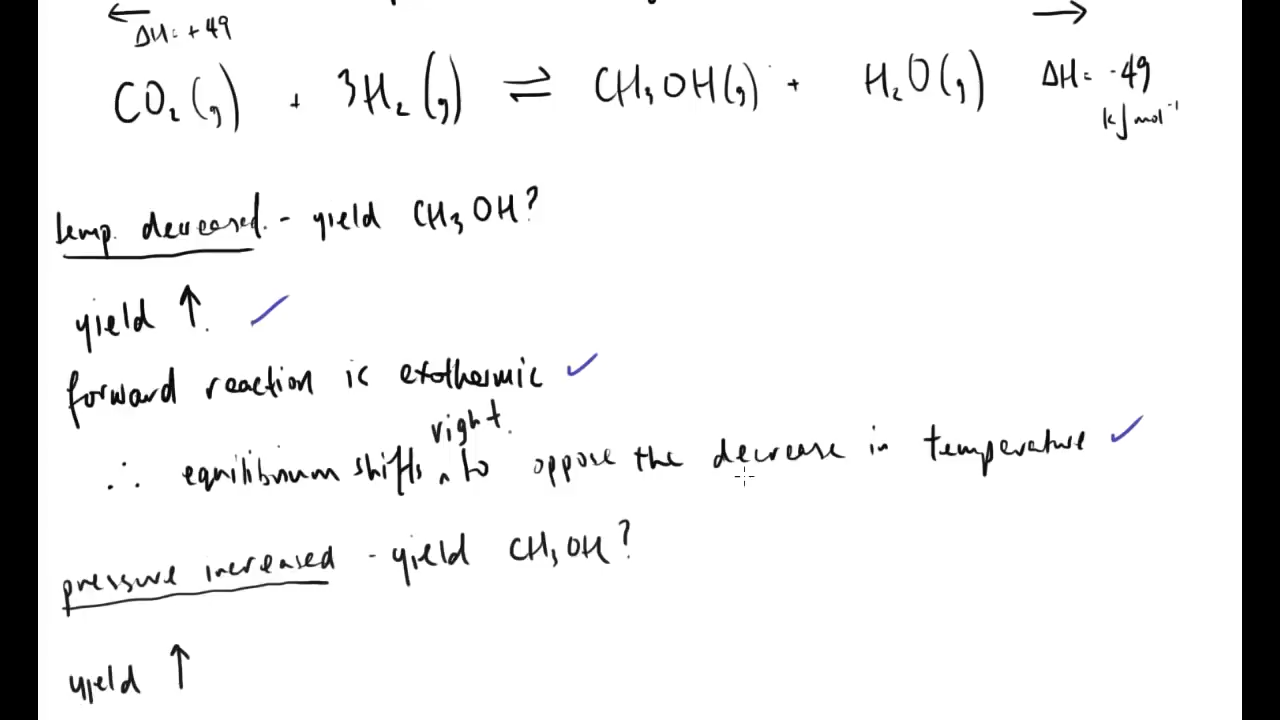 ← →
ΔH = +49
CO₂(g) + 3H₂(g) ⇌ CH₃OH(g) + H₂O(g) ΔH = -49
kJ mol⁻¹
temp. decreased. - yield CH₃OH?
yield ↑. ✓
forward reaction is exothermic ✓
right.
∴ equilibrium shifts ^ to oppose the decrease in temperature ✓
pressure increased - yield CH₃OH?
yield ↑